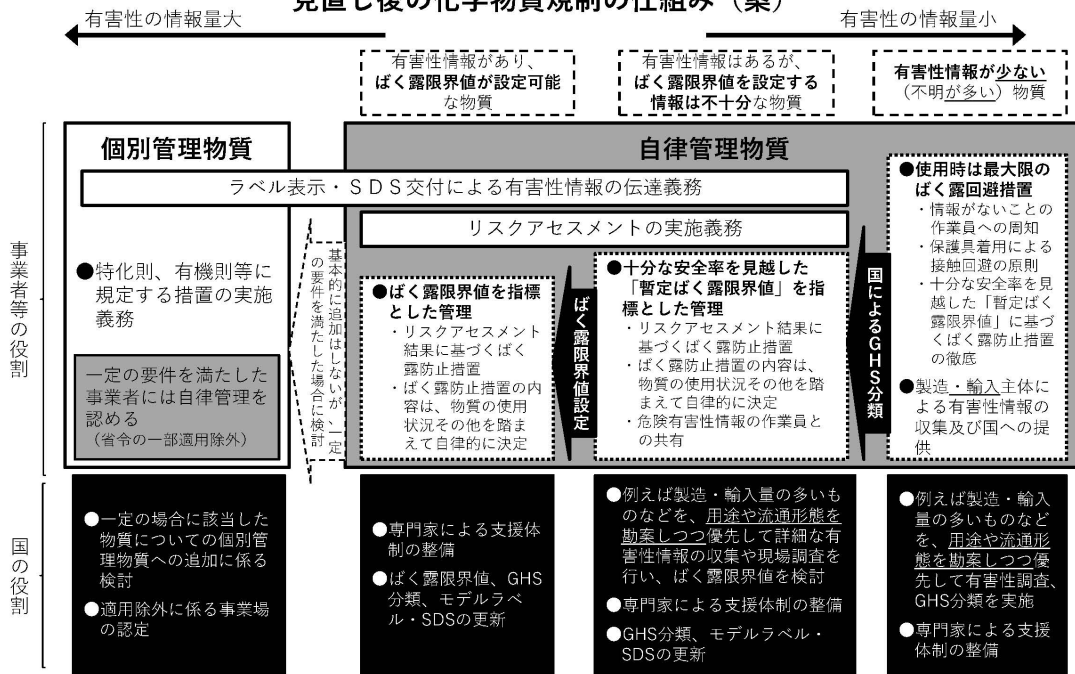 見直し後の化学物質規制の仕組み（案）
有害性の情報量大
有害性の情報量小
有害性情報があり、
ばく露限界値が設定可能
な物質
有害性情報はあるが、
ばく露限界値を設定する
情報は不十分な物質
有害性情報が少ない
（不明が多い）物質
事業者等の役割
個別管理物質
自律管理物質
ラベル表示・ＳＤＳ交付による有害性情報の伝達義務
リスクアセスメントの実施義務
●特化則、有機則等に
規定する措置の実施
義務
一定の要件を満たした
事業者には自律管理を
認める
（省令の一部適用除外）
基本的に追加はしないが、一定
の要件を満たした場合に検討
●ばく露限界値を指標
とした管理
・リスクアセスメント
結果に基づくばく
露防止措置
・ばく露防止措置の内
容は、物質の使用
状況その他を踏ま
えて自律的に決定
ばく露限界値設定
●十分な安全率を見越した
「暫定ばく露限界値」を指
標とした管理
・リスクアセスメント結果に
基づくばく露防止措置
・ばく露防止措置の内容は、
物質の使用状況その他を踏
まえて自律的に決定
・危険有害性情報の作業員と
の共有
国によるGHS分類
●使用時は最大限の
ばく露回避措置
・情報がないことの
作業員への周知
・保護具着用による
接触回避の原則
・十分な安全率を見
越した「暫定ばく
露限界値」に基づ
くばく露防止措置
の徹底
●製造・輸入主体に
よる有害性情報の
収集及び国への提
供
国の役割
●一定の場合に該当した
物質についての個別管
理物質への追加に係る
検討
●適用除外に係る事業場
の認定
●専門家による支援体
制の整備
●ばく露限界値、GHS
分類、モデルラベ
ル・SDSの更新
●例えば製造・輸入量の多いも
のなどを、用途や流通形態を
勘案しつつ優先して詳細な有
害性情報の収集や現場調査を
行い、ばく露限界値を検討
●専門家による支援体制の整備
●GHS分類、モデルラベル・
SDSの更新
●例えば製造・輸入
量の多いものなど
を、用途や流通形
態を勘案しつつ優
先して有害性調査、
GHS分類を実施
●専門家による支援
体制の整備